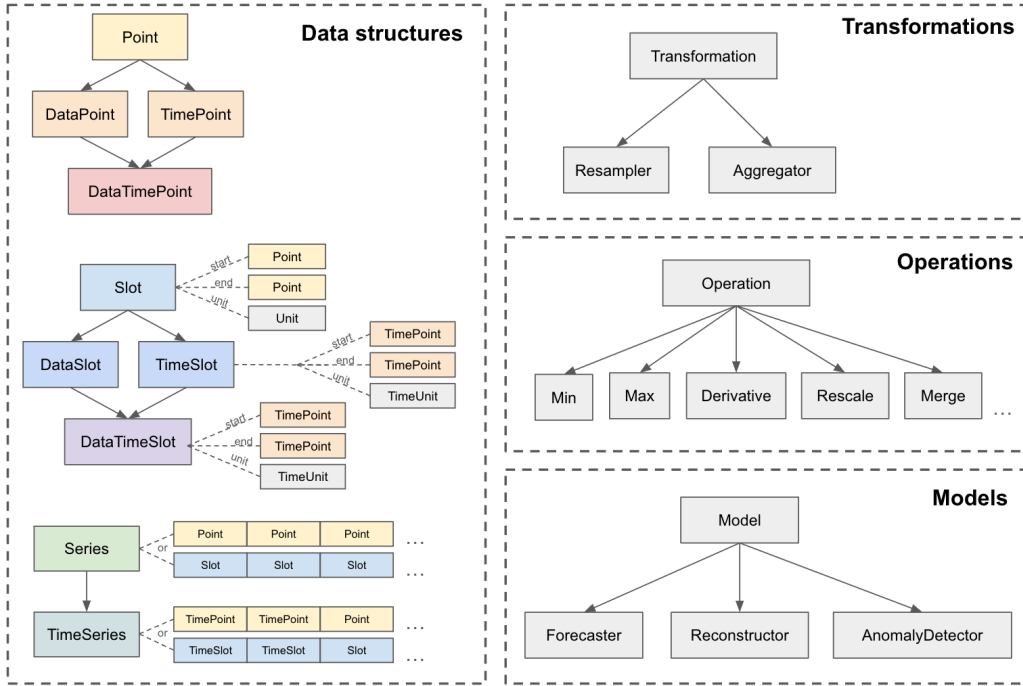 Data structures
Point
DataPoint
TimePoint
DataTimePoint
Slot
start
end
unit
Point
Point
Unit
DataSlot
TimeSlot
start
end
unit
TimePoint
TimePoint
TimeUnit
DataTimeSlot
start
end
unit
TimePoint
TimePoint
TimeUnit
Series
or
Point Point Point ...
Slot Slot Slot ...
TimeSeries
or
TimePoint TimePoint Point ...
TimeSlot TimeSlot Slot ...
Transformations
Transformation
Resampler
Aggregator
Operations
Operation
Min
Max
Derivative
Rescale
Merge
...
Models
Model
Forecaster
Reconstructor
AnomalyDetector